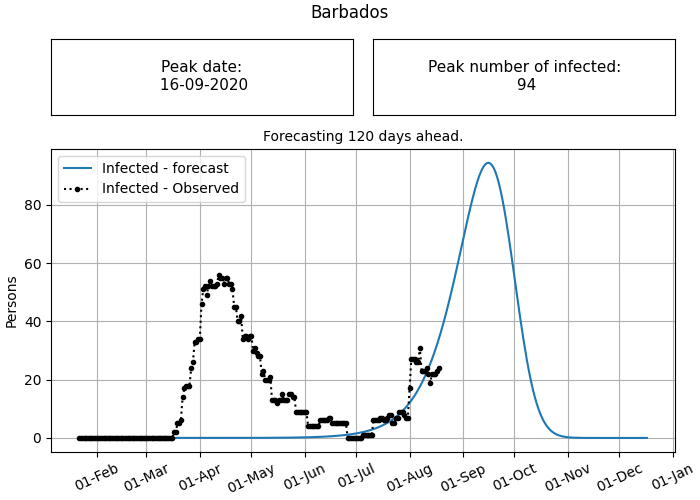 Barbados
Peak date:
16-09-2020
Peak number of infected:
94
Forecasting 120 days ahead.
Infected - forecast
Infected - Observed
Persons
80
60
40
20
0
01-Feb
01-Mar
01-Apr
01-May
01-Jun
01-Jul
01-Aug
01-Sep
01-Oct
01-Nov
01-Dec
01-Jan